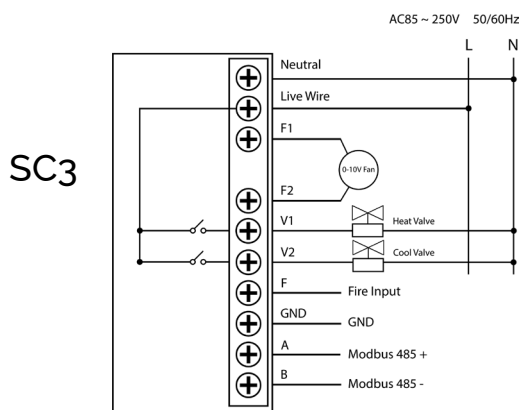 AC85 ~ 250V 50/60Hz
L N
Neutral
Live Wire
F1
0-10V Fan
SC3
F2
V1 Heat Valve
V2 Cool Valve
F Fire Input
GND GND
A Modbus 485 +
B Modbus 485 -